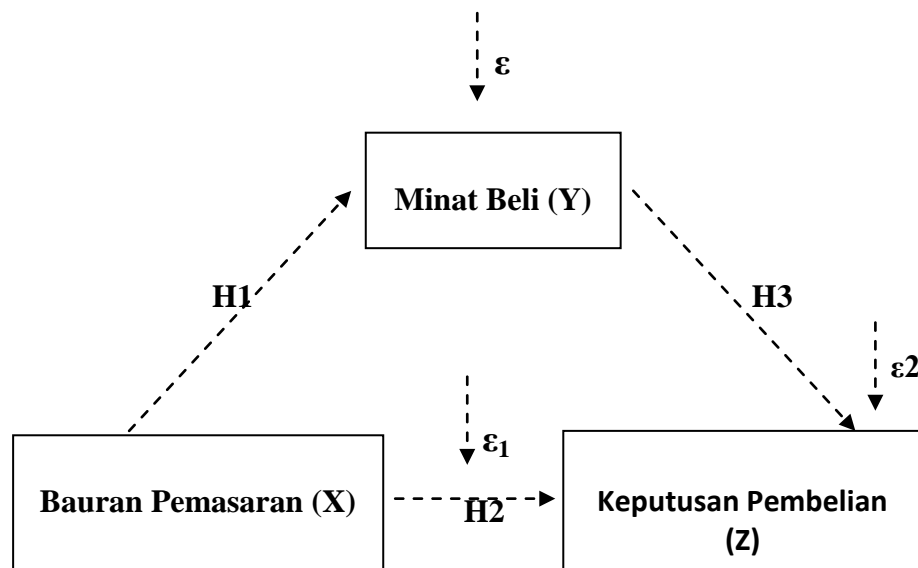 ε
Minat Beli (Y)
H1
H3
ε2
ε₁
Bauran Pemasaran (X)
H2
Keputusan Pembelian
(Z)